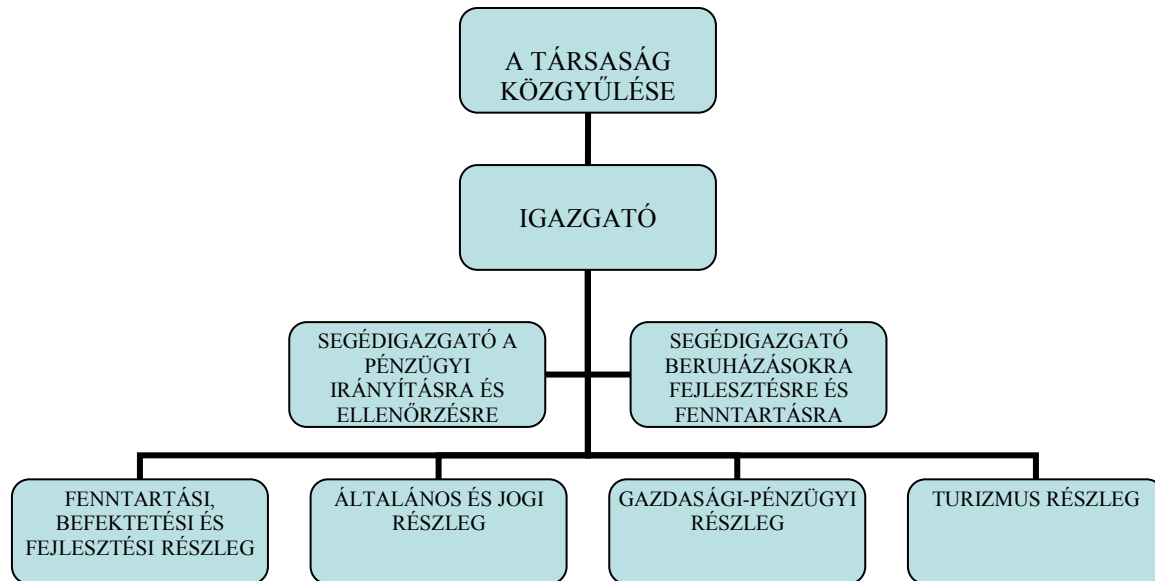 A TÁRSASÁG
KÖZGYŰLÉSE
IGAZGATÓ
SEGÉDIGAZGATÓ A
PÉNZÜGYI
IRÁNYÍTÁSRA ÉS
ELLENŐRZÉSRE
SEGÉDIGAZGATÓ
BERUHÁZÁSOKRA
FEJLESZTÉSRE ÉS
FENNTARTÁSRA
FENNTARTÁSI,
BEFEKTETÉSI ÉS
FEJLESZTÉSI RÉSZLEG
ÁLTALÁNOS ÉS JOGI
RÉSZLEG
GAZDASÁGI-PÉNZÜGYI
RÉSZLEG
TURIZMUS RÉSZLEG